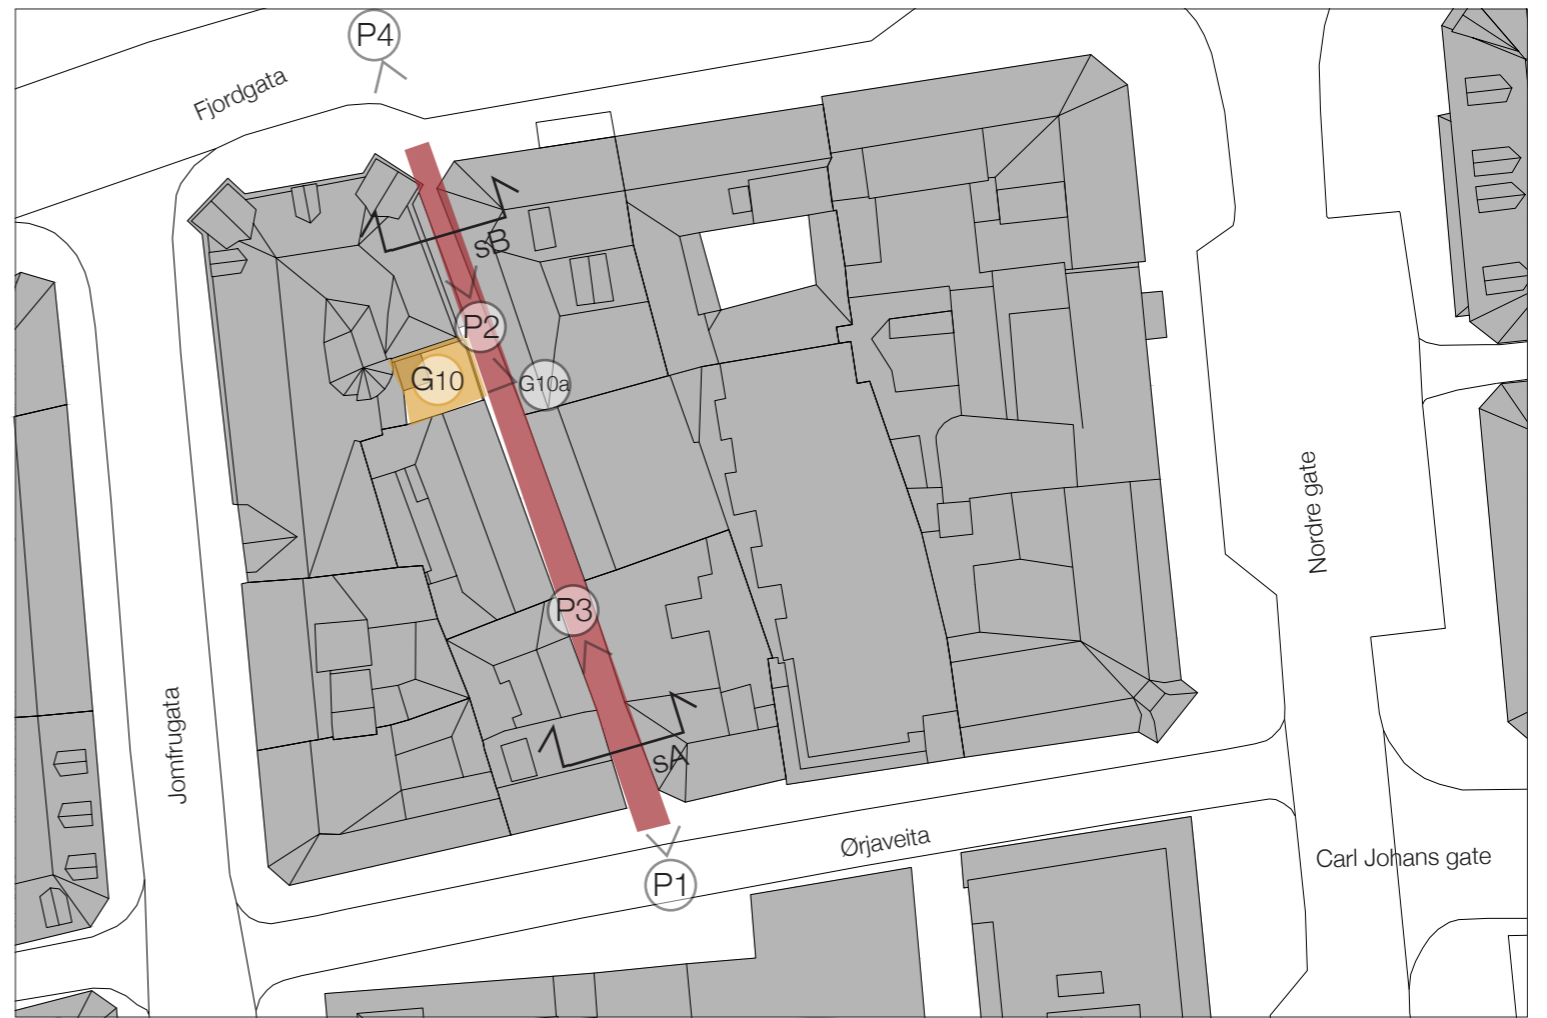 P4
Fjordgata
sB
P2
G10
G10a
Nordre gate
P3
Jomfrugata
sA
Ørjaveita
Carl Johans gate
P1